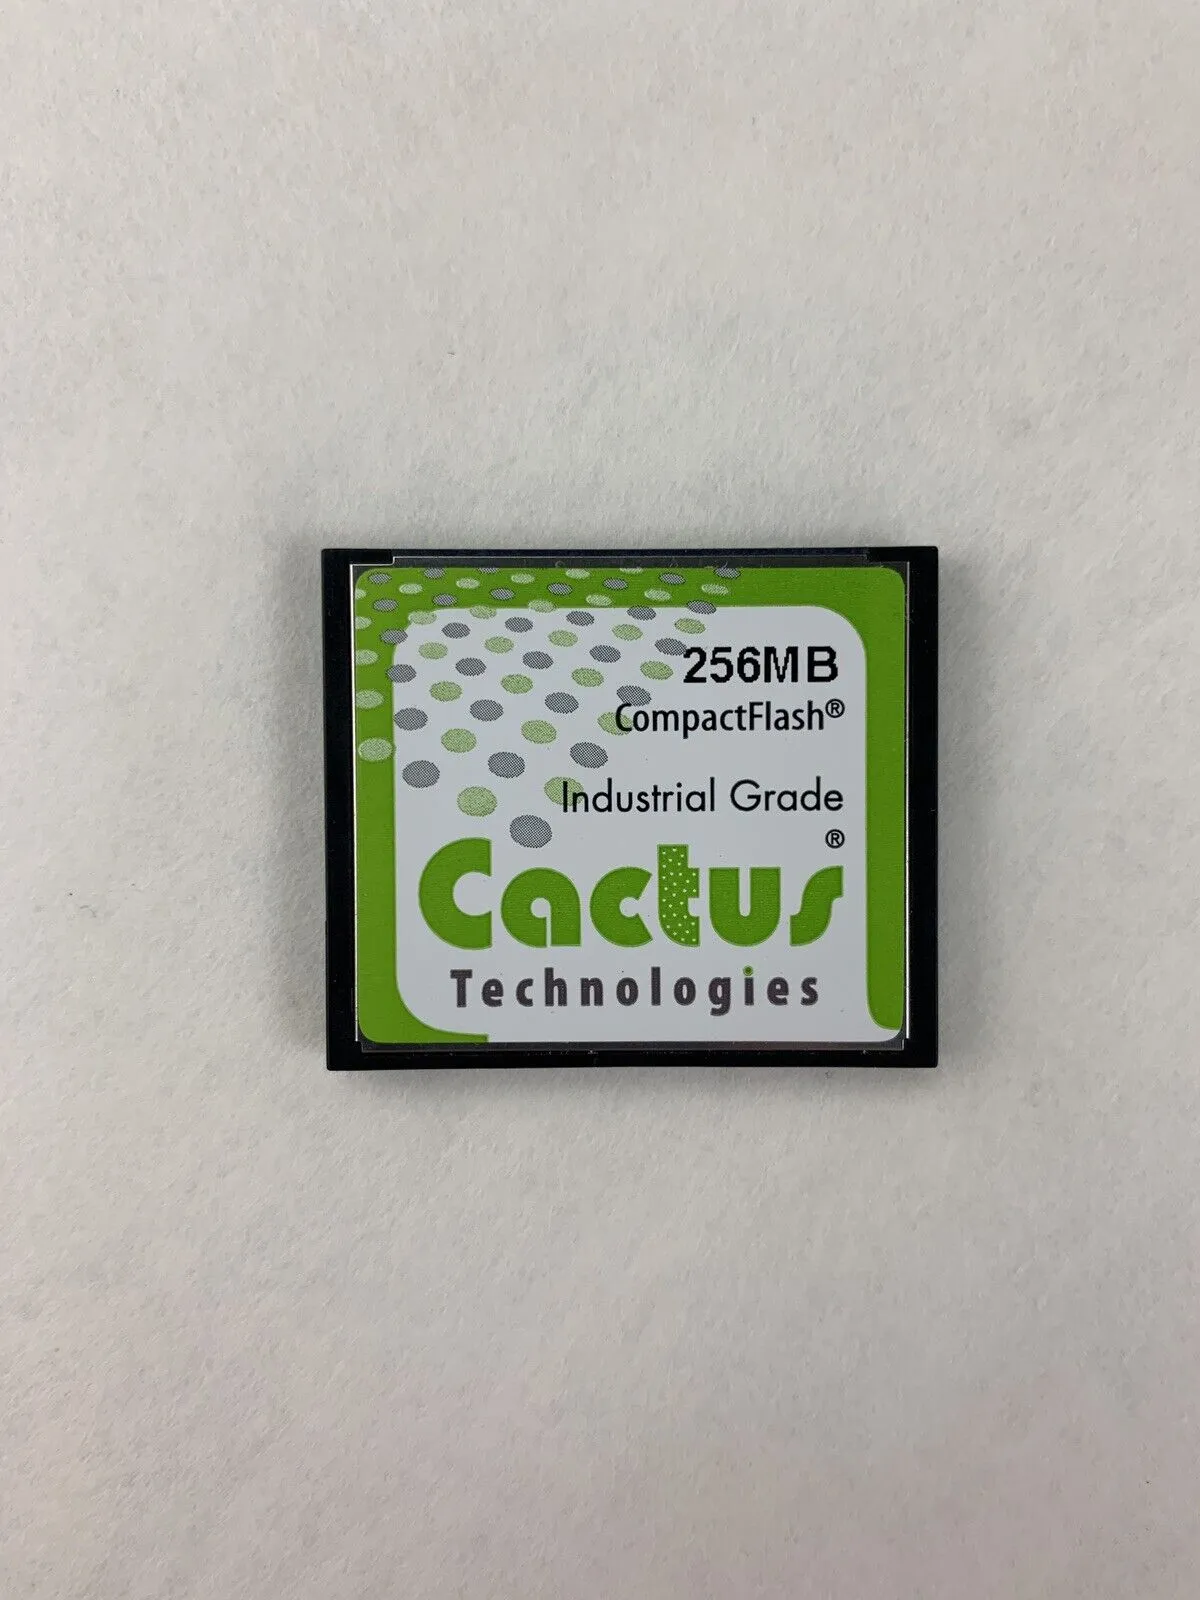 256MB
CompactFlash®
Industrial Grade
®
Cactus
Technologies